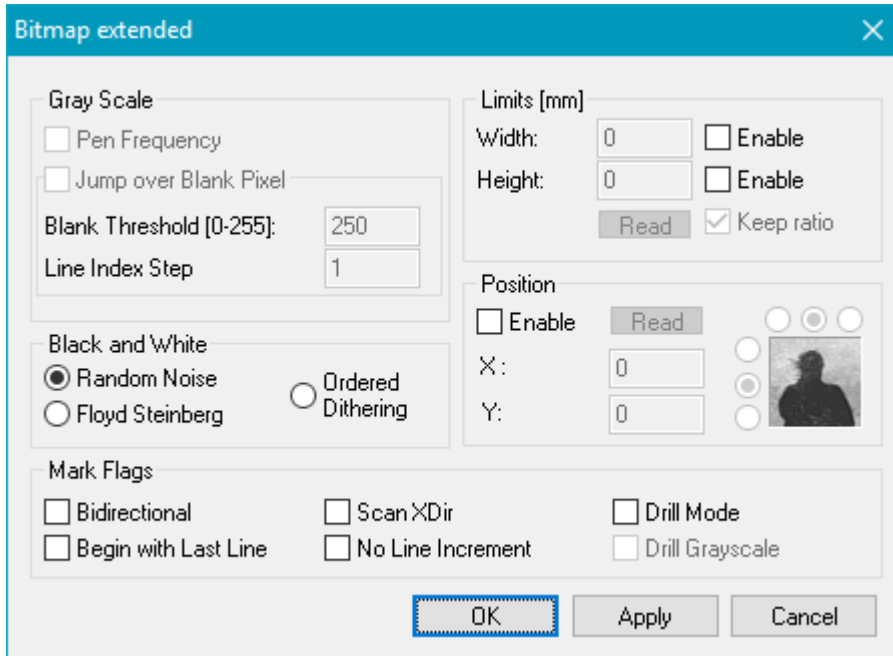 Bitmap extended
Gray Scale
Pen Frequency
Jump over Blank Pixel
Blank Threshold [0-255]: 250
Line Index Step 1
Limits [mm]
Width: 0 Enable
Height: 0 Enable
Read Keep ratio
Position
Enable Read
X: 0
Y: 0
Black and White
Random Noise
Floyd Steinberg
Ordered
Dithering
Mark Flags
Bidirectional Scan XDir Drill Mode
Begin with Last Line No Line Increment Drill Grayscale
OK Apply Cancel